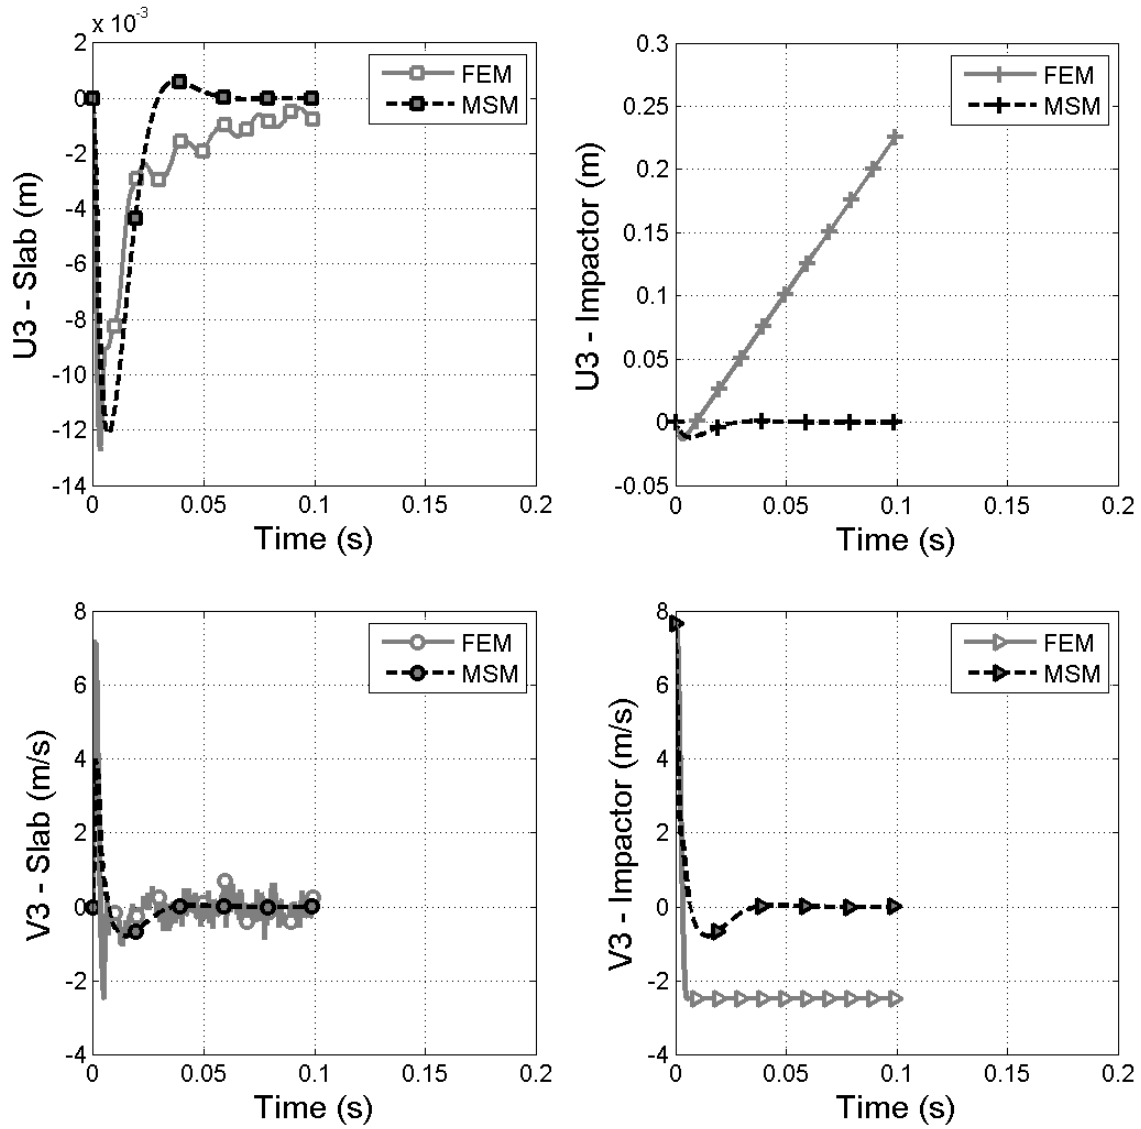 x 10⁻³
2
0
-2
-4
-6
-8
-10
-12
-14
0 0.05 0.1 0.15 0.2
Time (s)
U3 - Slab (m)
FEM
MSM
0.3
0.25
0.2
0.15
0.1
0.05
0
-0.05
0 0.05 0.1 0.15 0.2
Time (s)
U3 - Impactor (m)
FEM
MSM
8
6
4
2
0
-2
-4
0 0.05 0.1 0.15 0.2
Time (s)
V3 - Slab (m/s)
FEM
MSM
8
6
4
2
0
-2
-4
0 0.05 0.1 0.15 0.2
Time (s)
V3 - Impactor (m/s)
FEM
MSM